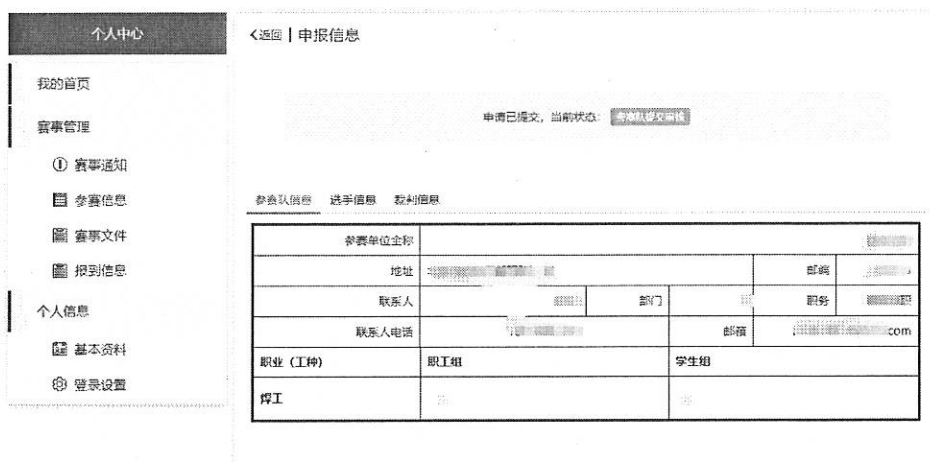 个人中心
<返回 | 申报信息
我的首页
赛事管理
赛事通知
参赛信息
赛事文件
报到信息
个人信息
基本资料
登录设置
申请已提交，当前状态：
参赛队信息 选手信息 裁判信息
参赛单位全称
地址 邮编
联系人 部门 职务
联系人电话 邮箱 com
职业（工种） 职工组 学生组
焊工